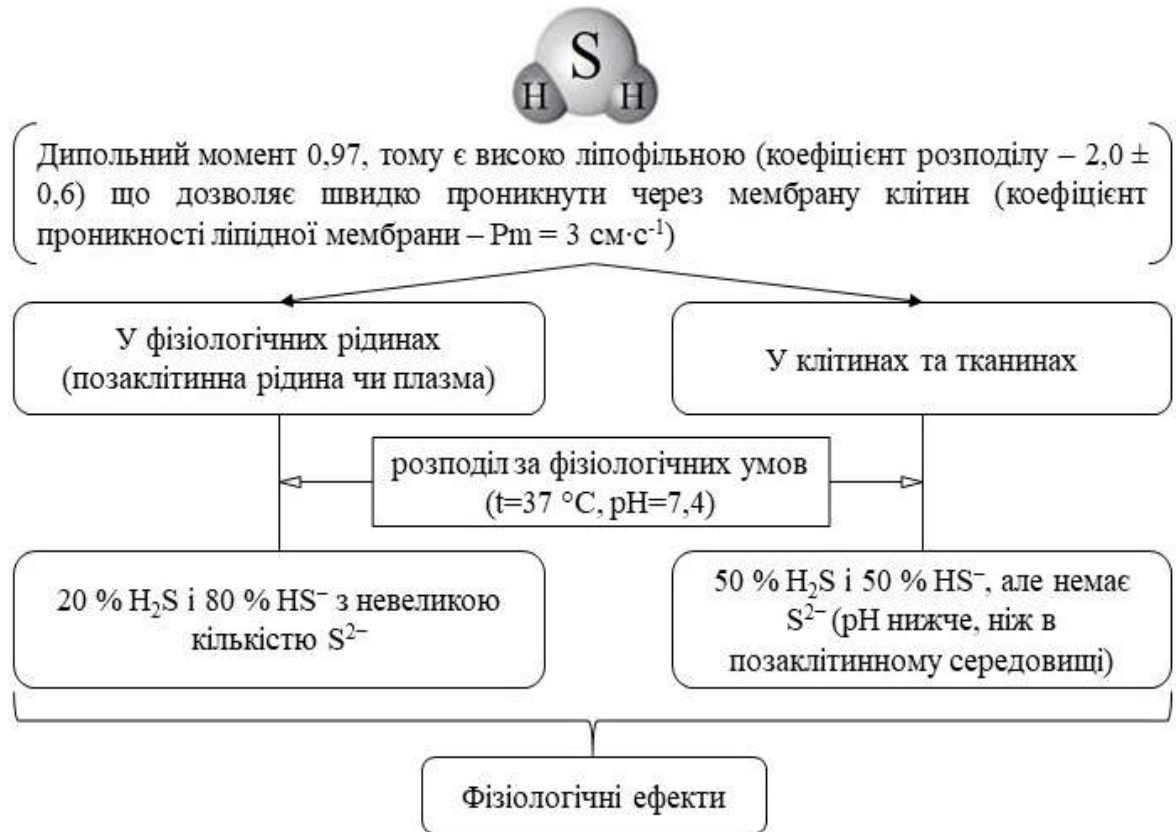 S
H H
Дипольний момент 0,97, тому є високо ліпофільною (коефіцієнт розподілу – 2,0 ±
0,6) що дозволяє швидко проникнути через мембрану клітин (коефіцієнт
проникності ліпідної мембрани – Pm = 3 см·с⁻¹)
У фізіологічних рідинах
(позаклітинна рідина чи плазма)
У клітинах та тканинах
розподіл за фізіологічних умов
(t=37 °C, pH=7,4)
20 % H₂S і 80 % HS⁻ з невеликою
кількістю S²⁻
50 % H₂S і 50 % HS⁻, але немає
S²⁻ (pH нижче, ніж в
позаклітинному середовищі)
Фізіологічні ефекти